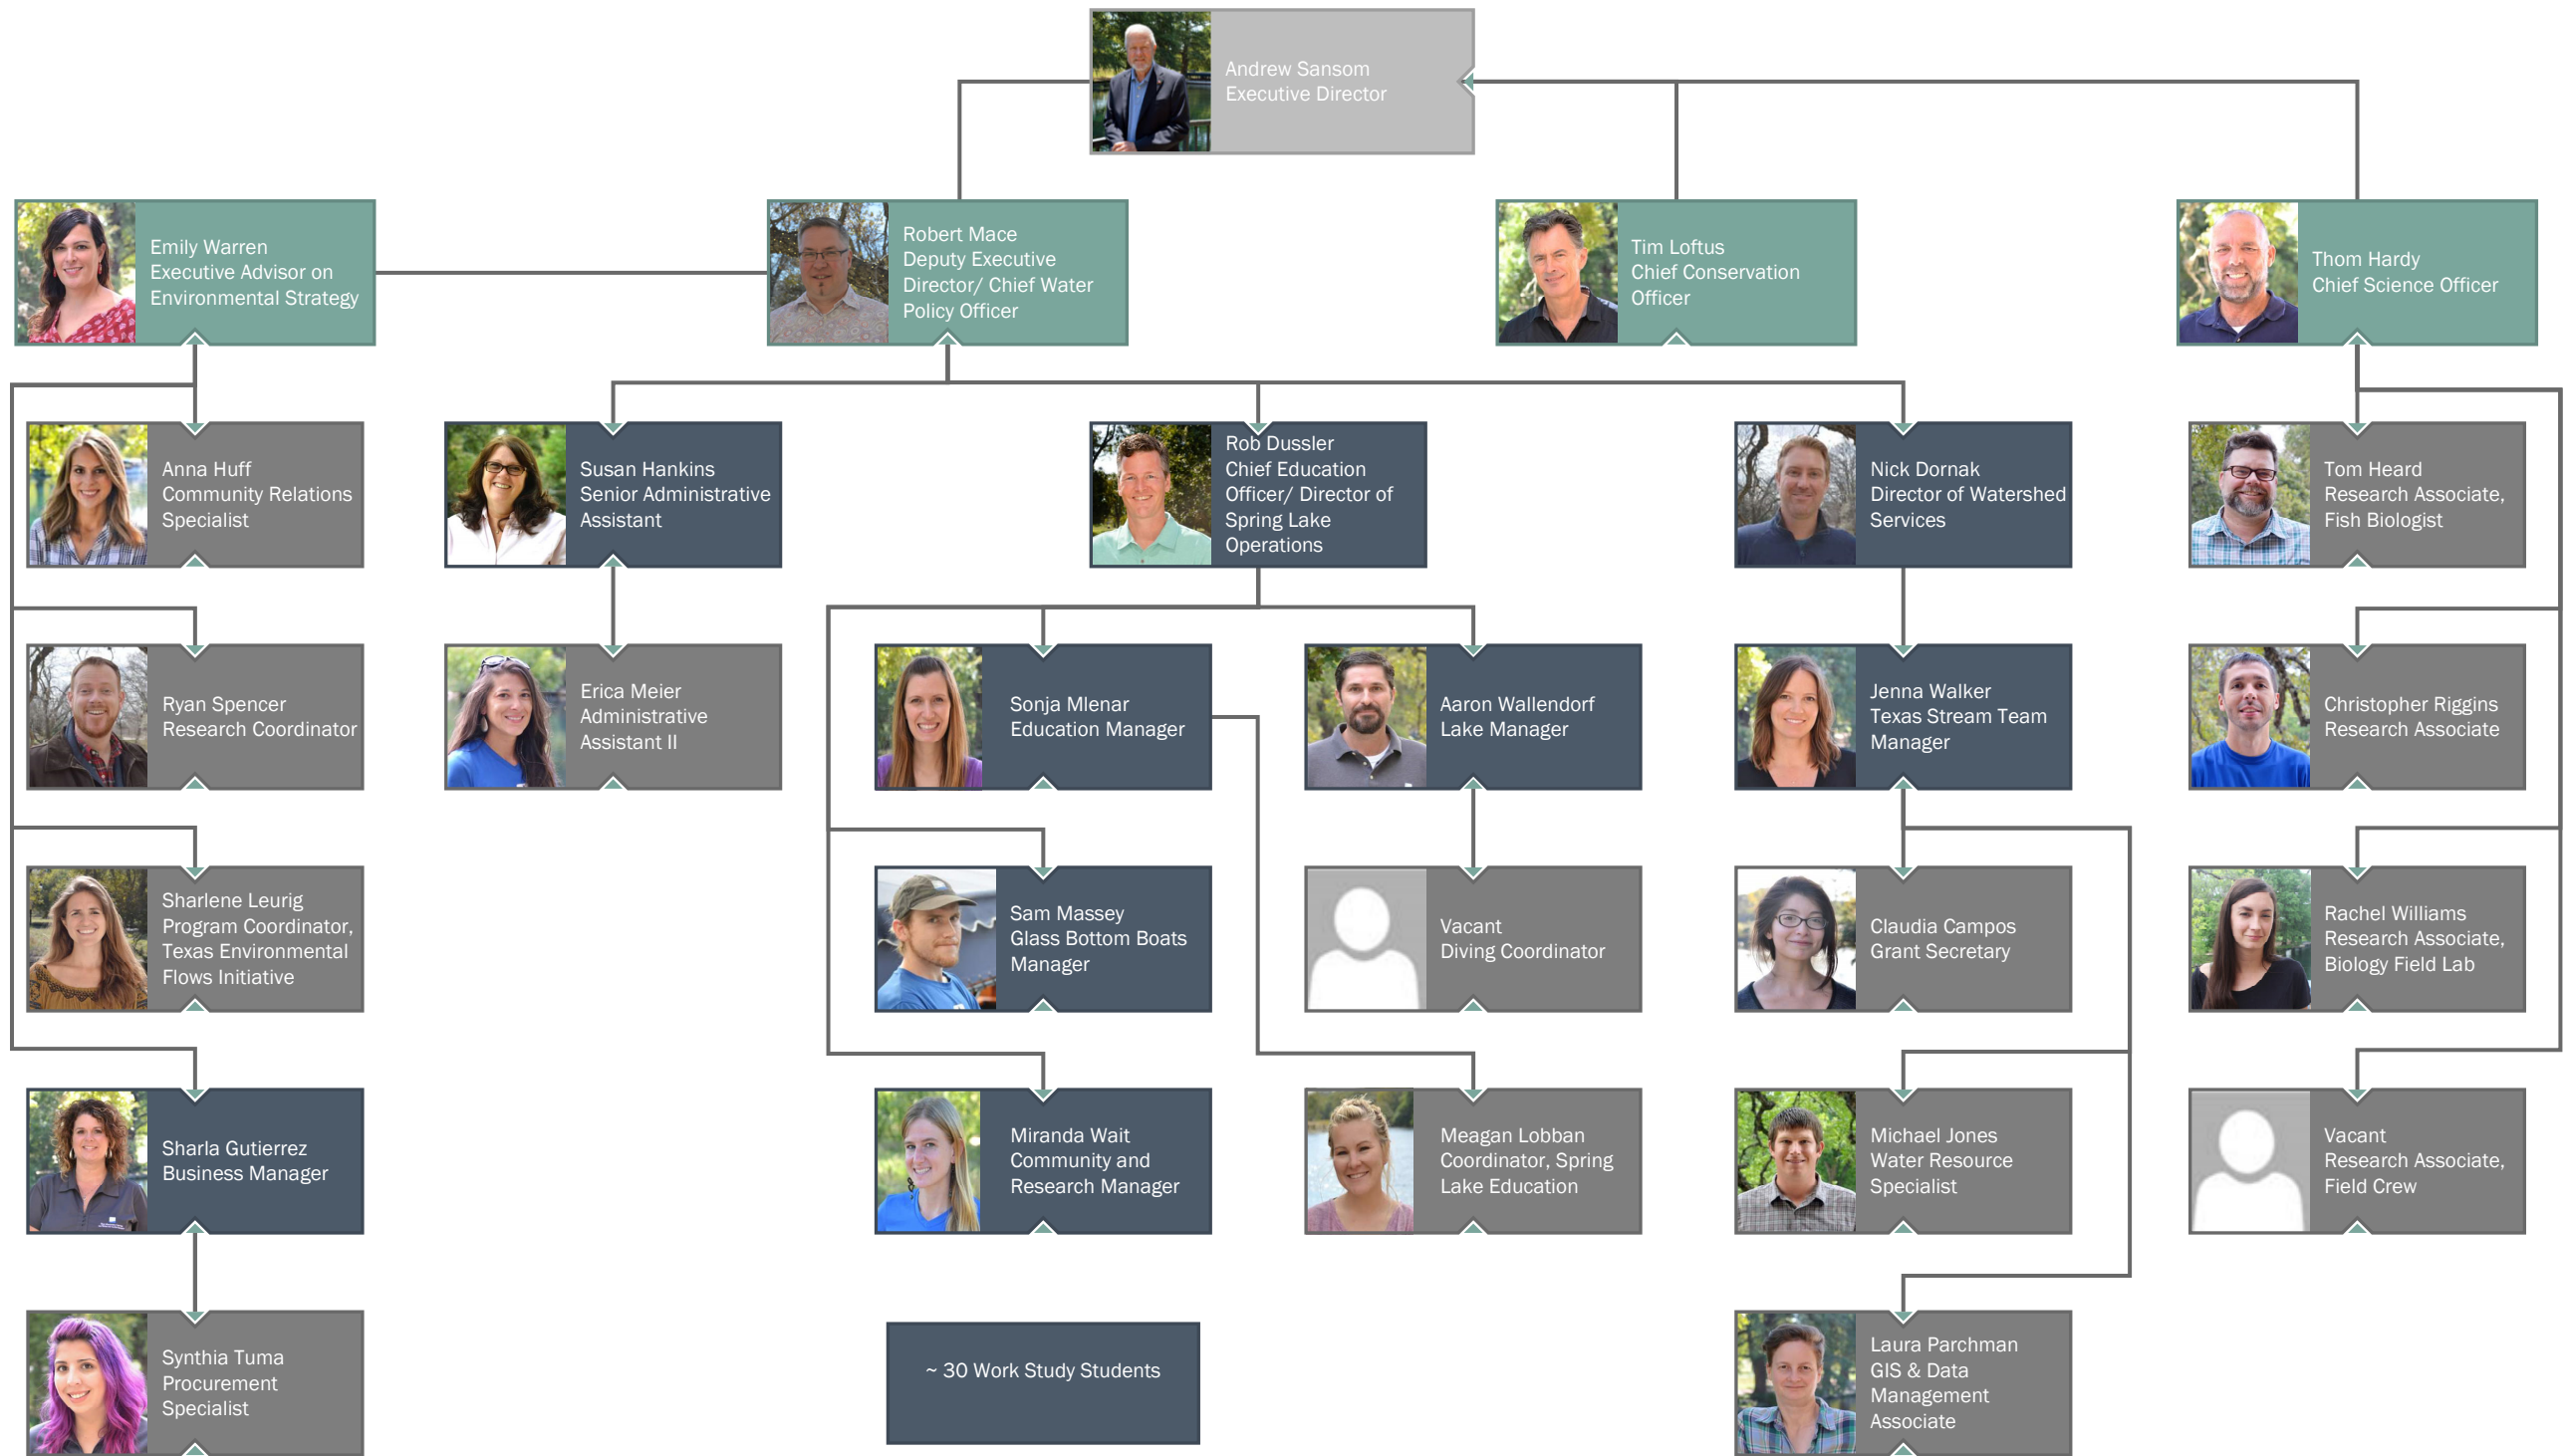 Andrew Sansom
Executive Director
Emily Warren
Executive Advisor on
Environmental Strategy
Robert Mace
Deputy Executive
Director/ Chief Water
Policy Officer
Tim Loftus
Chief Conservation
Officer
Thom Hardy
Chief Science Officer
Anna Huff
Community Relations
Specialist
Susan Hankins
Senior Administrative
Assistant
Rob Dussler
Chief Education
Officer/ Director of
Spring Lake
Operations
Nick Dornak
Director of Watershed
Services
Tom Heard
Research Associate,
Fish Biologist
Ryan Spencer
Research Coordinator
Erica Meier
Administrative
Assistant II
Sonja Mlenar
Education Manager
Aaron Wallendorf
Lake Manager
Jenna Walker
Texas Stream Team
Manager
Christopher Riggins
Research Associate
Sharlene Leurig
Program Coordinator,
Texas Environmental
Flows Initiative
Sam Massey
Glass Bottom Boats
Manager
Vacant
Diving Coordinator
Claudia Campos
Grant Secretary
Rachel Williams
Research Associate,
Biology Field Lab
Sharla Gutierrez
Business Manager
Miranda Wait
Community and
Research Manager
Meagan Lobban
Coordinator, Spring
Lake Education
Michael Jones
Water Resource
Specialist
Vacant
Research Associate,
Field Crew
Synthia Tuma
Procurement
Specialist
~ 30 Work Study Students
Laura Parchman
GIS & Data
Management
Associate